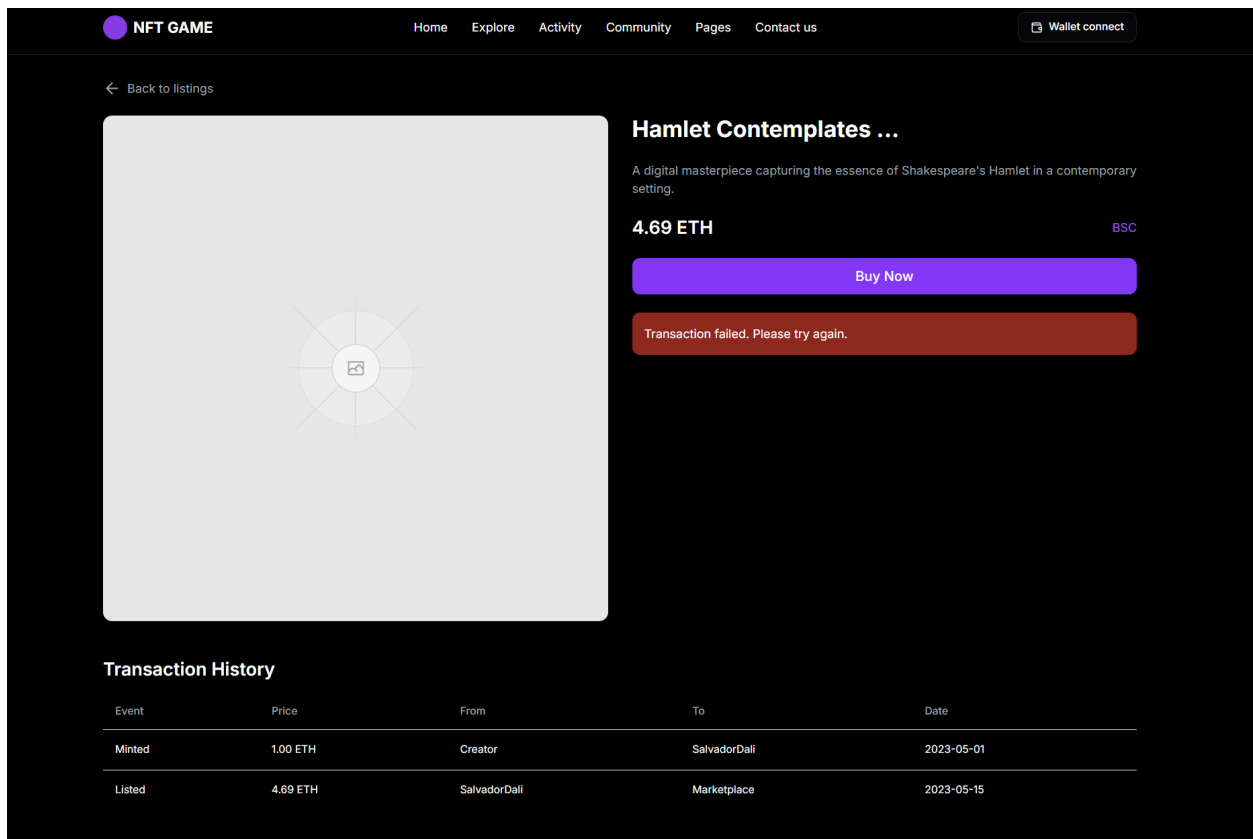 NFT GAME
Home Explore Activity Community Pages Contact us
Wallet connect
Back to listings
Hamlet Contemplates ...
A digital masterpiece capturing the essence of Shakespeare's Hamlet in a contemporary
setting.
4.69 ETH BSC
Buy Now
Transaction failed. Please try again.
Transaction History
Event Price From To Date
Minted 1.00 ETH Creator SalvadorDali 2023-05-01
Listed 4.69 ETH SalvadorDali Marketplace 2023-05-15